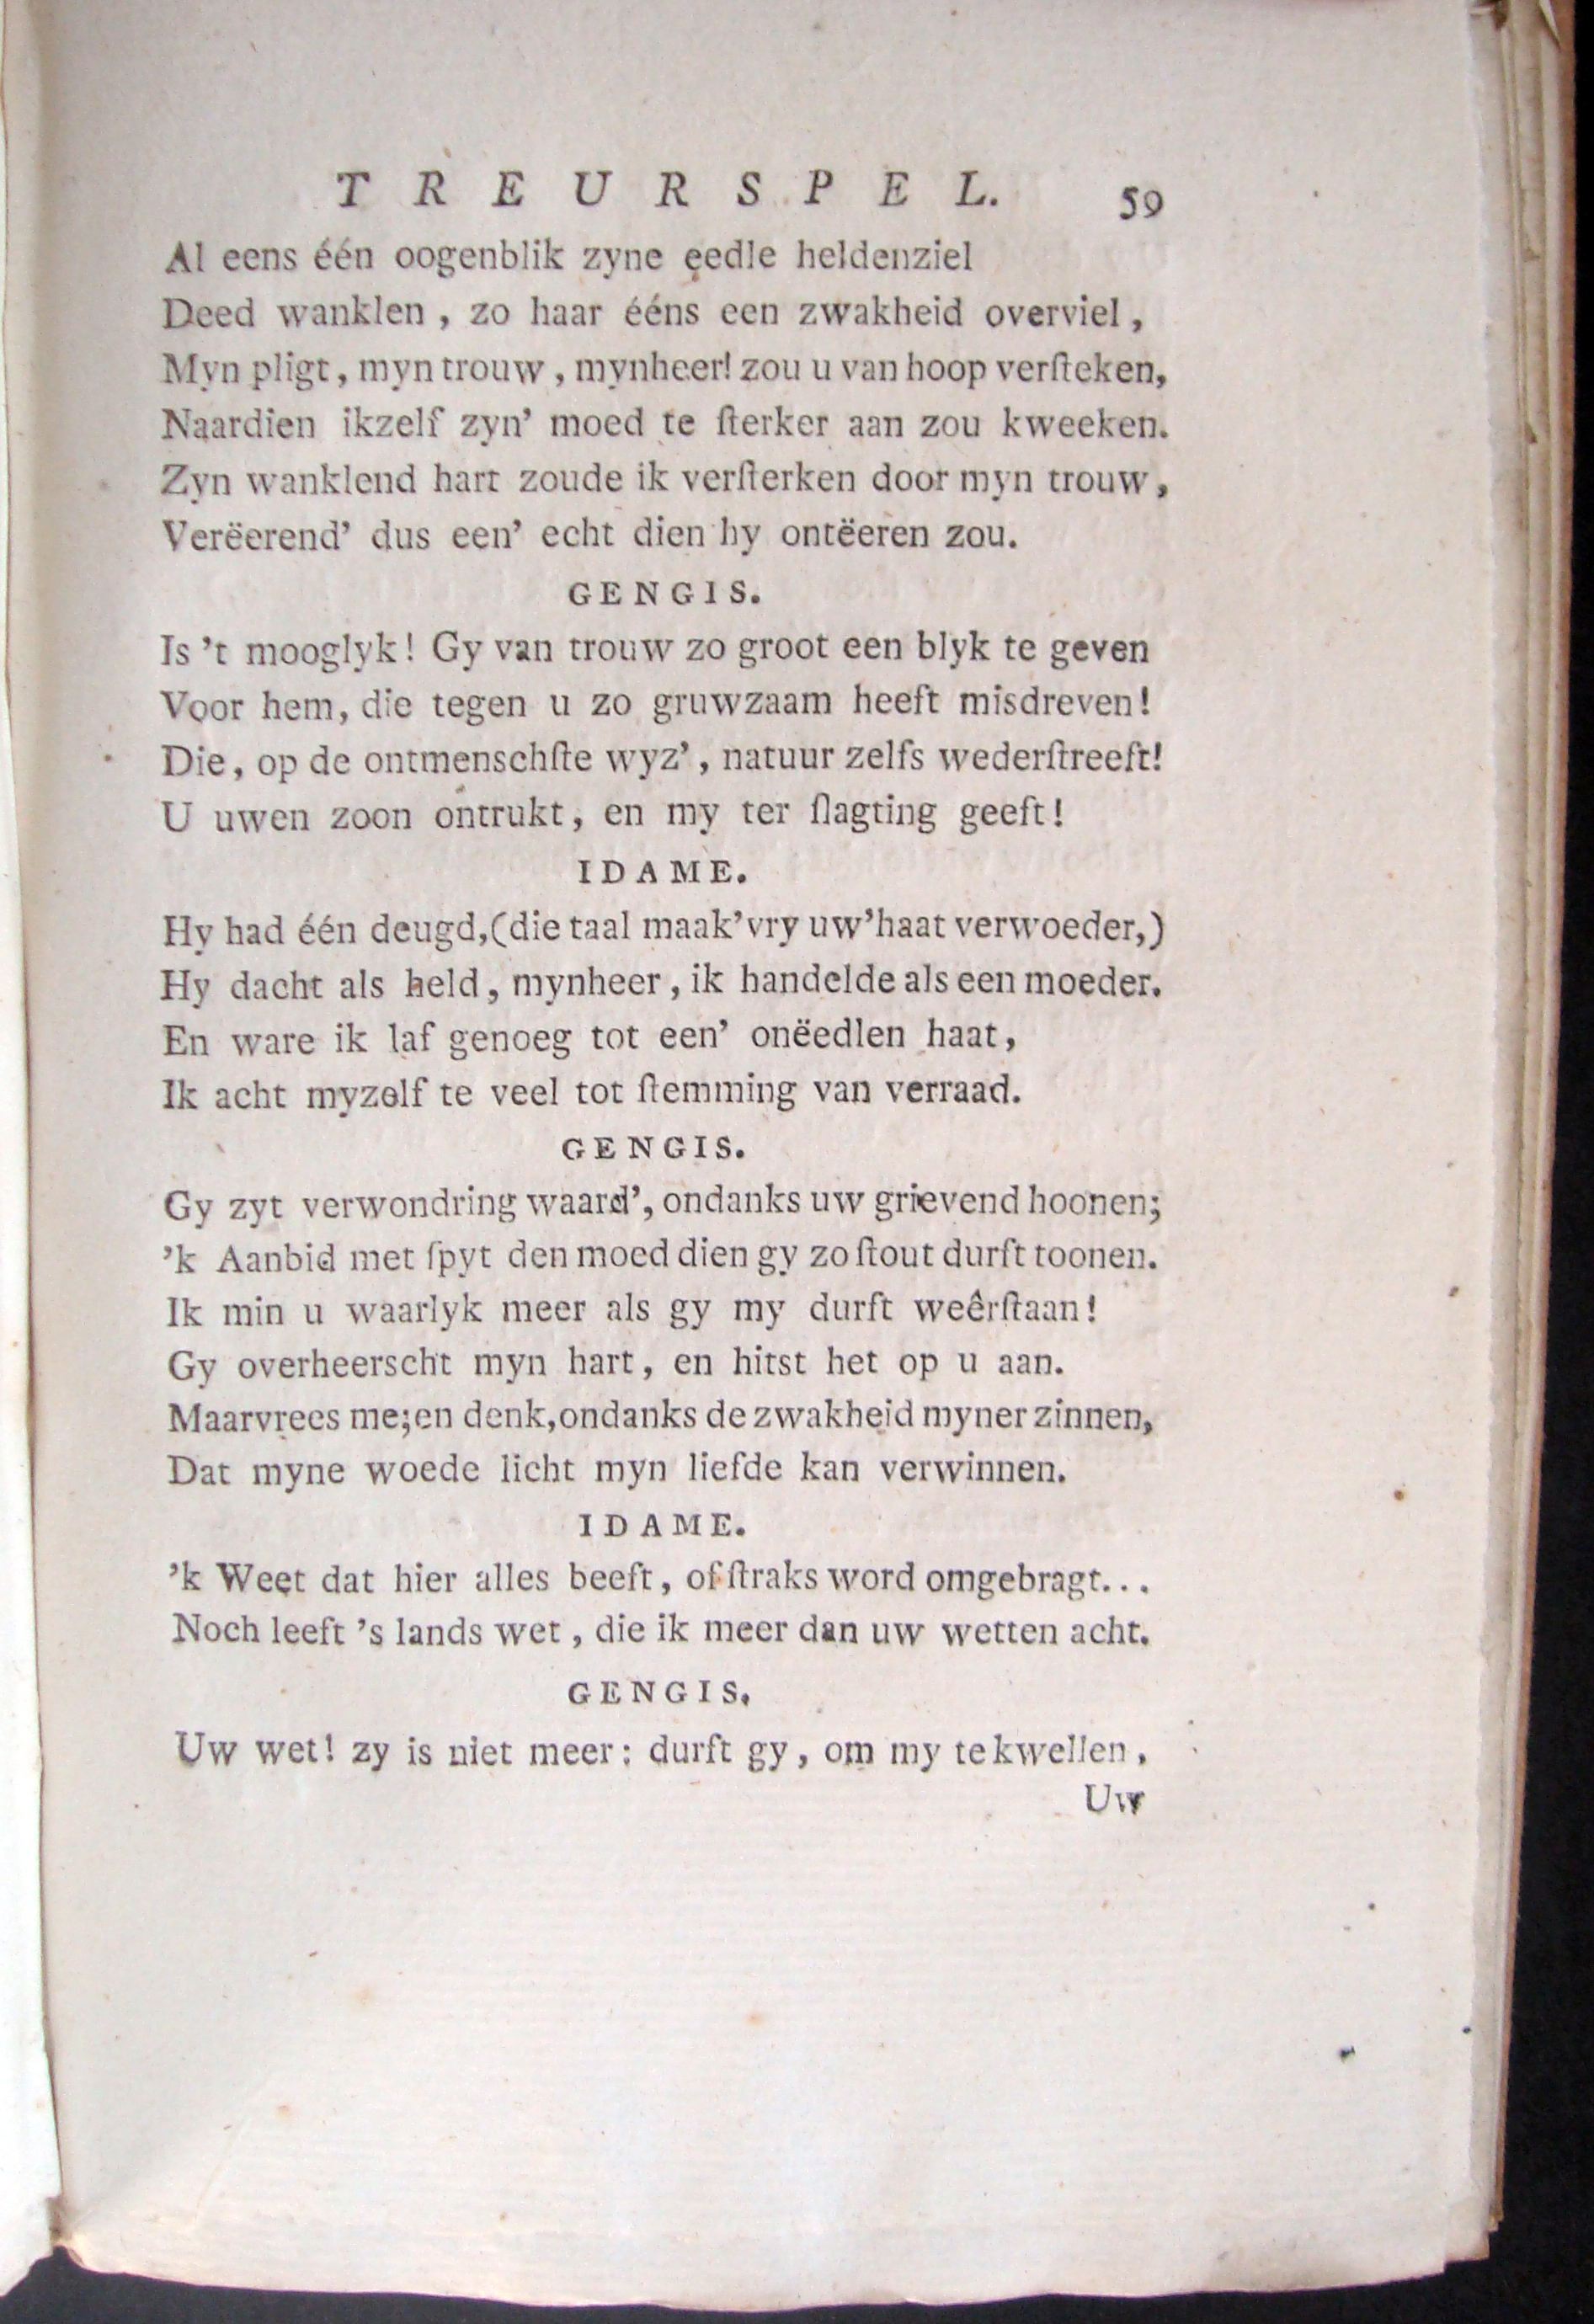 TREURSPEL. 59
Al eens één oogenblik zyne eedle heldenziel
Deed wanklen, zo haar ééns een zwakheid overviel,
Myn pligt, myn trouw, mynheer! zou u van hoop verſteken,
Naardien ikzelf zyn' moed te ſterker aan zou kweeken.
Zyn wanklend hart zoude ik verſterken door myn trouw,
Verëerend' dus een' echt dien hy ontëeren zou.
GENGIS.
Is 't mooglyk! Gy van trouw zo groot een blyk te geven
Voor hem, die tegen u zo gruwzaam heeft misdreven!
Die, op de ontmenschſte wyz', natuur zelfs wederſtreeft!
U uwen zoon ontrukt, en my ter ſlagting geeft!
IDAME.
Hy had één deugd, (die taal maak' vry uw' haat verwoeder,)
Hy dacht als held, mynheer, ik handelde als een moeder.
En ware ik laf genoeg tot een' onëedlen haat,
Ik acht myzelf te veel tot ſtemming van verraad.
GENGIS.
Gy zyt verwondring waard', ondanks uw grievend hoonen;
'k Aanbid met ſpyt den moed dien gy zo ſtout durft toonen.
Ik min u waarlyk meer als gy my durft weêrſtaan!
Gy overheerscht myn hart, en hitst het op u aan.
Maar vrees me; en denk, ondanks de zwakheid myner zinnen,
Dat myne woede licht myn liefde kan verwinnen.
IDAME.
'k Weet dat hier alles beeft, of ſtraks word omgebragt...
Noch leeft 's lands wet, die ik meer dan uw wetten acht.
GENGIS.
Uw wet! zy is niet meer: durft gy, om my te kwellen,
Uw